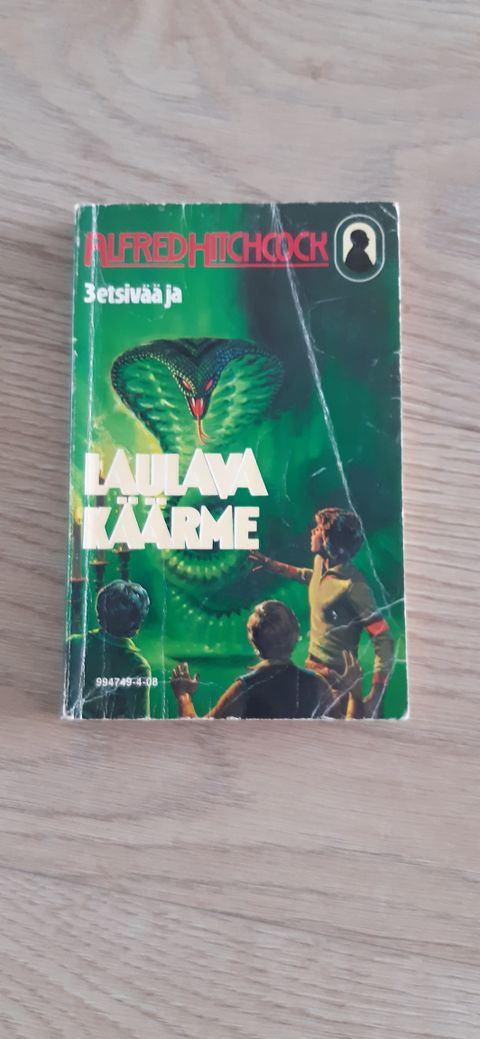 ALFRED HITCHCOCK
3 etsivää ja
LAULAVA
KÄÄRME
994749-4-08